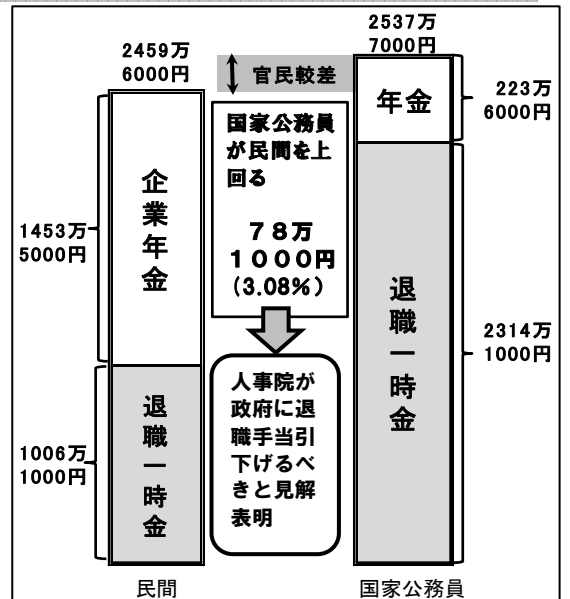 2459万
6000円
官民較差
2537万
7000円
223万
6000円
年金
国家公務員
が民間を上
回る
７８万
１０００円
(3.08%)
企業年金
1453万
5000円
退職一時金
2314万
1000円
人事院が
政府に退
職手当引
下げるべ
きと見解
表明
退職一時金
1006万
1000円
民間
国家公務員